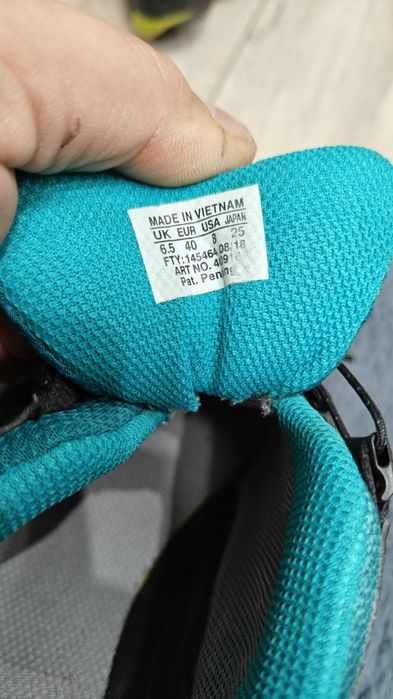 MADE IN VIETNAM
UK EUR USA JAPAN
6.5 40 8 25
FTY:145464 08/18
ART NO.
Pat.